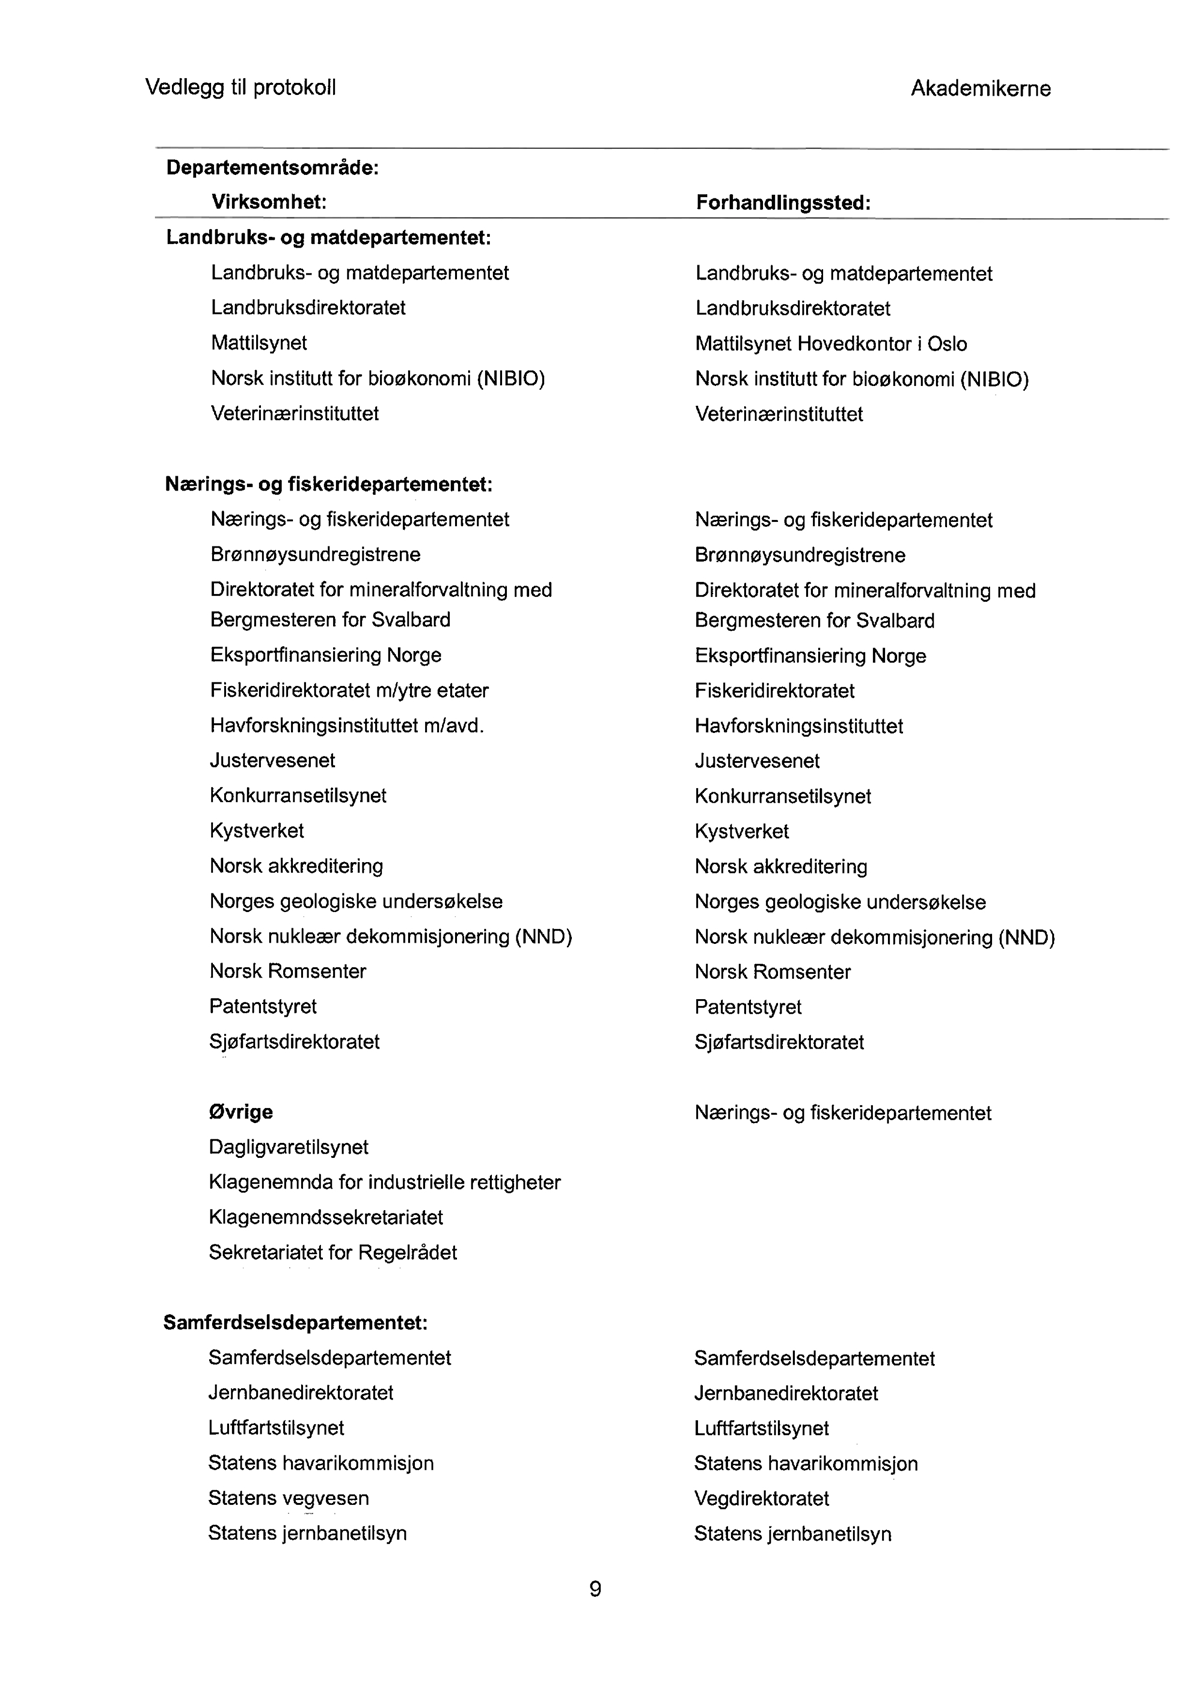 Vedlegg til protokoll Akademikerne
Departementsområde:
Virksomhet: Forhandlingssted:
Landbruks- og matdepartementet:
Landbruks- og matdepartementet Landbruks- og matdepartementet
Landbruksdirektoratet Landbruksdirektoratet
Mattilsynet Mattilsynet Hovedkontor i Oslo
Norsk institutt for bioøkonomi (NIBIO) Norsk institutt for bioøkonomi (NIBIO)
Veterinærinstituttet Veterinærinstituttet
Nærings- og fiskeridepartementet:
Nærings- og fiskeridepartementet Nærings- og fiskeridepartementet
Brønnøysundregistrene Brønnøysundregistrene
Direktoratet for mineralforvaltning med Direktoratet for mineralforvaltning med
Bergmesteren for Svalbard Bergmesteren for Svalbard
Eksportfinansiering Norge Eksportfinansiering Norge
Fiskeridirektoratet m/ytre etater Fiskeridirektoratet
Havforskningsinstituttet m/avd. Havforskningsinstituttet
Justervesenet Justervesenet
Konkurransetilsynet Konkurransetilsynet
Kystverket Kystverket
Norsk akkreditering Norsk akkreditering
Norges geologiske undersøkelse Norges geologiske undersøkelse
Norsk nukleær dekommisjonering (NND) Norsk nukleær dekommisjonering (NND)
Norsk Romsenter Norsk Romsenter
Patentstyret Patentstyret
Sjøfartsdirektoratet Sjøfartsdirektoratet
Øvrige Nærings- og fiskeridepartementet
Dagligvaretilsynet
Klagenemnda for industrielle rettigheter
Klagenemndssekretariatet
Sekretariatet for Regelrådet
Samferdselsdepartementet:
Samferdselsdepartementet Samferdselsdepartementet
Jernbanedirektoratet Jernbanedirektoratet
Luftfartstilsynet Luftfartstilsynet
Statens havarikommisjon Statens havarikommisjon
Statens vegvesen Vegdirektoratet
Statens jernbanetilsyn Statens jernbanetilsyn
9